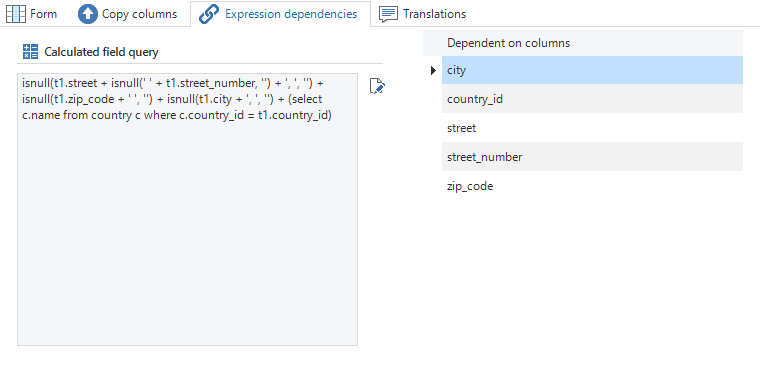 Form
Copy columns
Expression dependencies
Translations
Calculated field query
isnull(t1.street + isnull(' ' + t1.street_number, '') + ', ', '') +
isnull(t1.zip_code + ' ', '') + isnull(t1.city + ', ', '') + (select
c.name from country c where c.country_id = t1.country_id)
Dependent on columns
city
country_id
street
street_number
zip_code